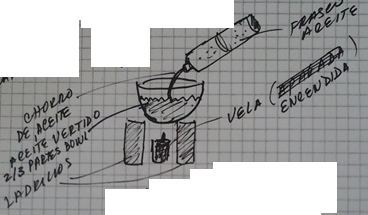 FRASCO
ACEITE
CHORRO
DE ACEITE
ACEITE VERTIDO
2/3 PARTES BOWL
LADRILLOS
VELA (
ENCENDIDA)